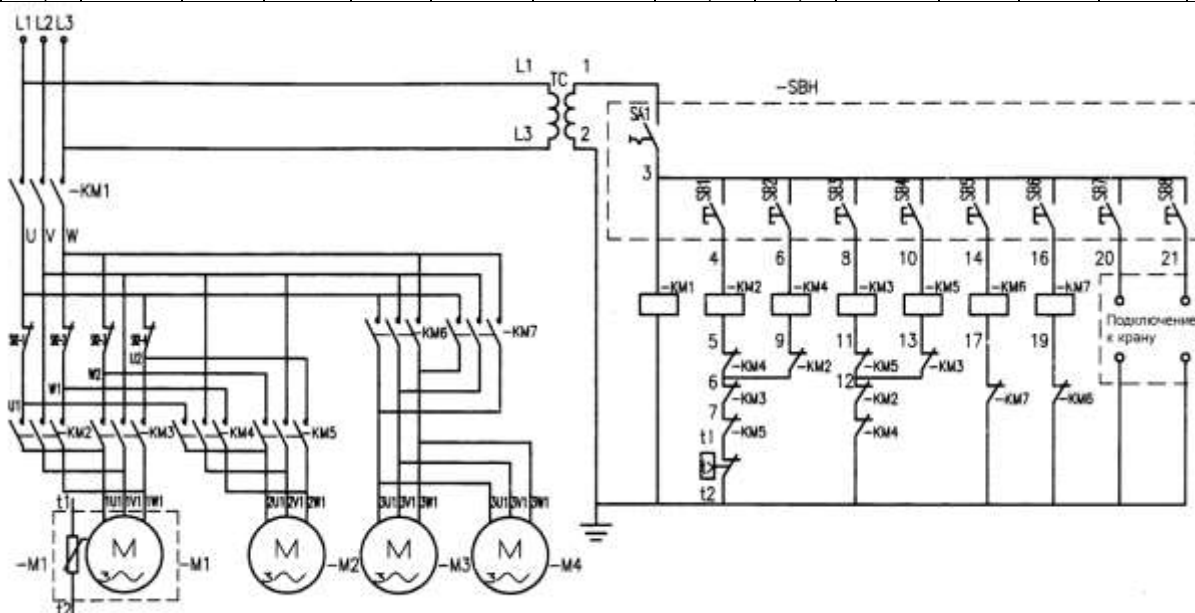 L1 L2 L3
L1 TC 1
-SBH
SA1
L3 2
3
-KM1
SB1 SB2 SB3 SB4 SB5 SB6 SB7 SB8
U V W
4 6 8 10 14 16 20 21
-KM1 -KM2 -KM4 -KM3 -KM5 -KM6 -KM7
Подключение
к крану
-KM6 -KM7
U2
W2
W1
U1
5 9 11 13 17 19
-KM4 -KM2 -KM5 -KM3
6 12
-KM3 -KM2 -KM7 -KM6
7
-KM2 -KM3 -KM4 -KM5
t1 -KM5 -KM4
t2
t1 1U1 1V1 1W1 2U1 2V1 2W1 3U1 3V1 3W1 3U1 3V1 3W1
M 3 M 3 M 3 M 3
-M1 -M1 -M2 -M3 -M4
t2